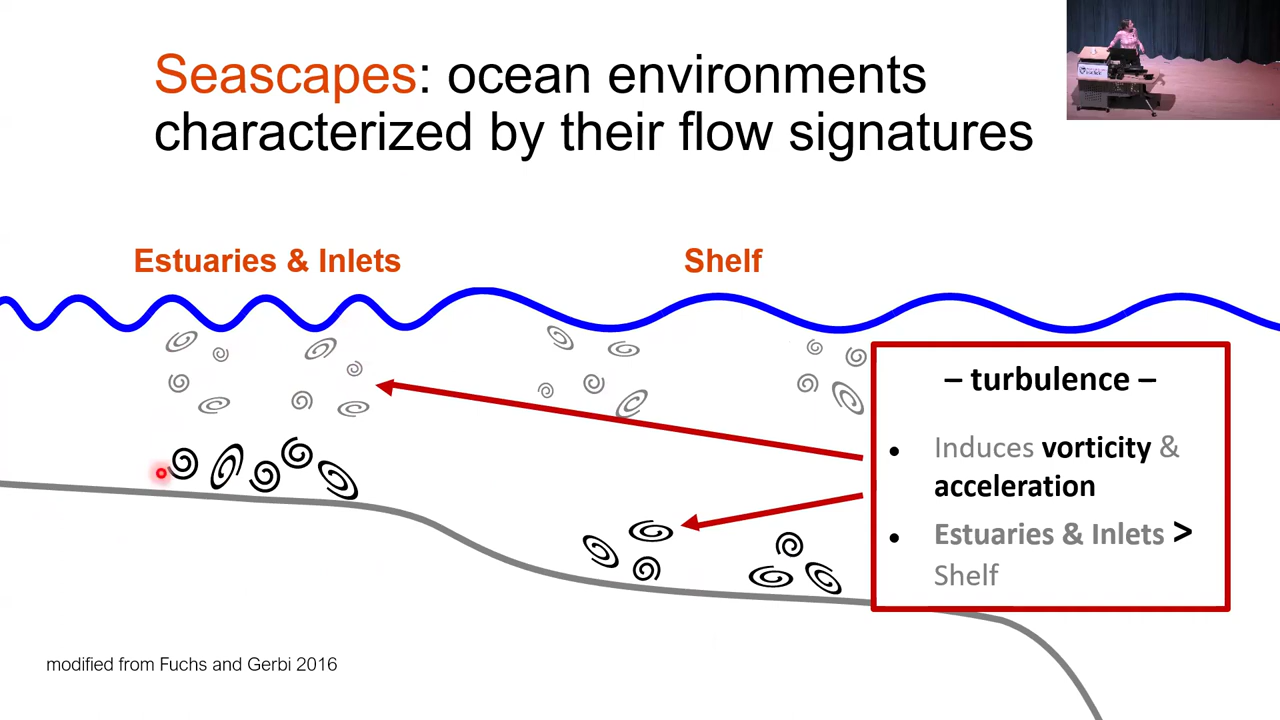 Seascapes: ocean environments
characterized by their flow signatures
Estuaries & Inlets
Shelf
– turbulence –
• Induces vorticity &
acceleration
• Estuaries & Inlets >
Shelf
modified from Fuchs and Gerbi 2016